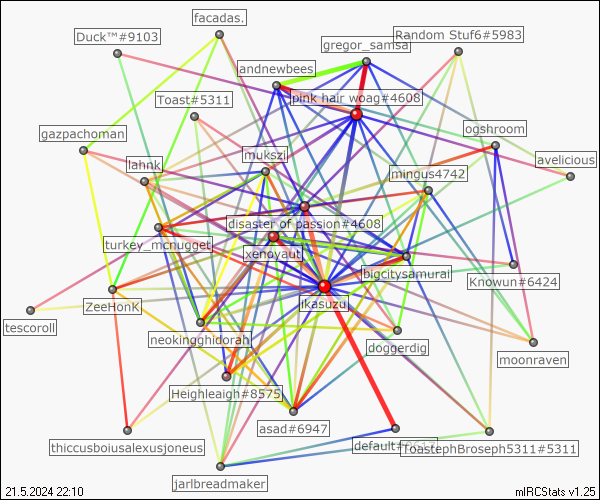 facadas.
Duck™#9103
Random Stuf6#5983
gregor_samsa
andnewbees
pink hair woag#4608
Toast#5311
ogshroom
gazpachoman
mukszi
avelicious
lahnk
mingus4742
disaster of passion#4608
turkey_mcnugget
xenoyaut
bigcitysamurai
Knowun#6424
ZeeHonK
ikasuzu
tescoroll
neokingghidorah
doggerdig
moonraven
Heighleaigh#8575
asad#6947
thiccusboiusalexusjoneus
ToastephBroseph5311#5311
jarlbreadmaker
21.5.2024 22:10
mIRCStats v1.25